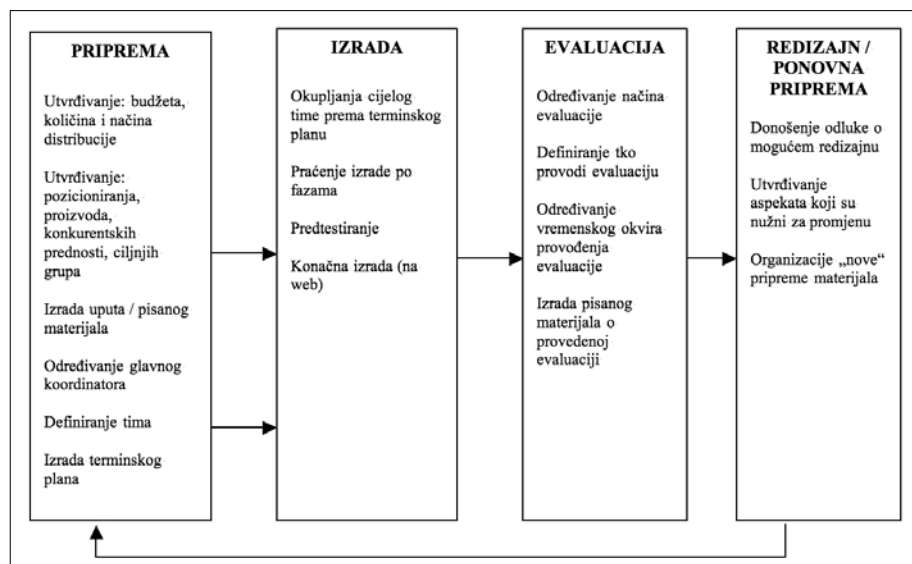 PRIPREMA
Utvrđivanje: budžeta,
količina i načina
distribucije
Utvrđivanje:
pozicioniranja,
proizvoda,
konkurentskih
prednosti, ciljnjih
grupa
Izrada uputa / pisanog
materijala
Određivanje glavnog
koordinatora
Definiranje tima
Izrada terminskog
plana
IZRADA
Okupljanja cijelog
time prema terminskog
planu
Praćenje izrade po
fazama
Predtestiranje
Konačna izrada (na
web)
EVALUACIJA
Određivanje načina
evaluacije
Definiranje tko
provodi evaluaciju
Određivanje
vremenskog okvira
provođenja
evaluacije
Izrada pisanog
materijala o
provedenoj
evaluaciji
REDIZAJN /
PONOVNA
PRIPREMA
Donošenje odluke o
mogućem redizajnu
Utvrđivanje
aspekata koji su
nužni za promjenu
Organizacije „nove“
pripreme materijala